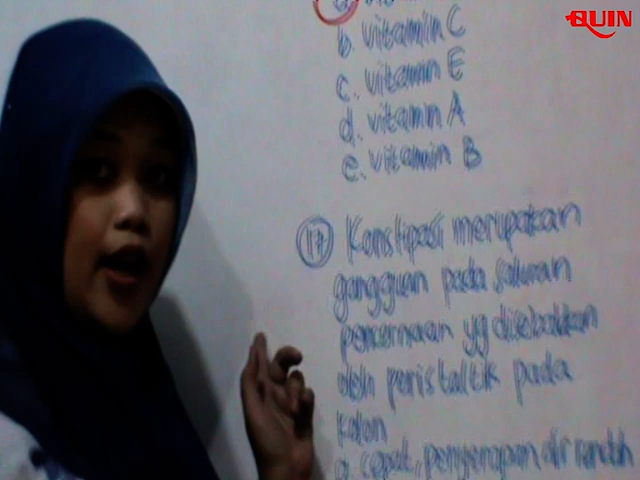 QUIN
b. vitamin C
c. vitamin E
d. vitamin A
e. vitamin B
17 Konstipasi merupakan
gangguan pada saluran
pencernaan yg disebabkan
oleh peristaltik pada
kolon
a. cepat, penyerapan air rendah